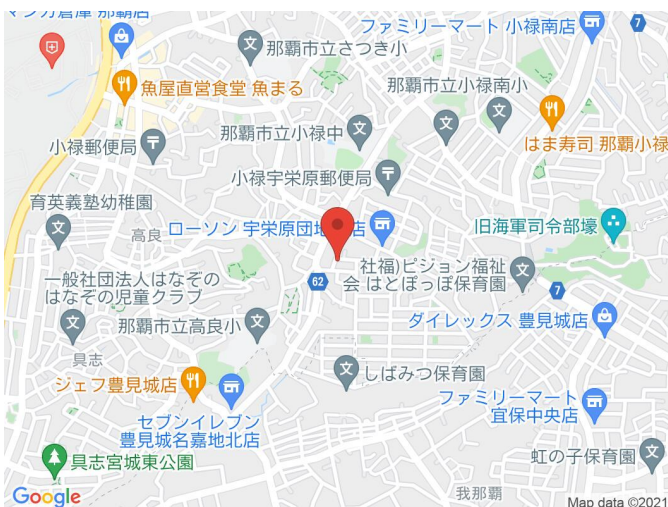 マンガ倉庫 那覇店
ファミリーマート 小禄南店
7
那覇市立さつき小
魚屋直営食堂 魚まる
那覇市立小禄南小
那覇市立小禄中
はま寿司 那覇小禄
小禄郵便局
小禄宇栄原郵便局
育英義塾幼稚園
高良
ローソン 宇栄原団地
店
旧海軍司令部壕
一般社団法人はなぞの
はなぞの児童クラブ
62
社福)ピジョン福祉
会 はとぽっぽ保育園
7
那覇市立高良小
ダイレックス 豊見城店
具志
ジェフ豊見城店
しばみつ保育園
セブンイレブン
豊見城名嘉地北店
ファミリーマート
宜保中央店
虹の子保育園
具志宮城東公園
我那覇
Google
Map data ©2021